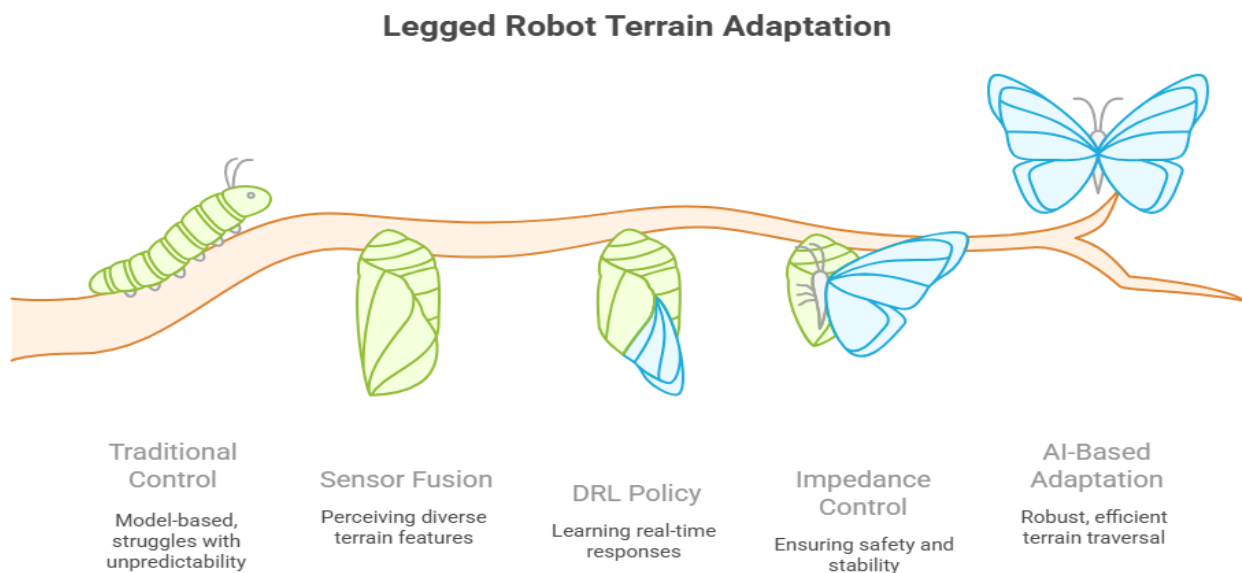 Legged Robot Terrain Adaptation
Traditional
Control
Model-based,
struggles with
unpredictability
Sensor Fusion
Perceiving diverse
terrain features
DRL Policy
Learning real-time
responses
Impedance
Control
Ensuring safety and
stability
AI-Based
Adaptation
Robust, efficient
terrain traversal